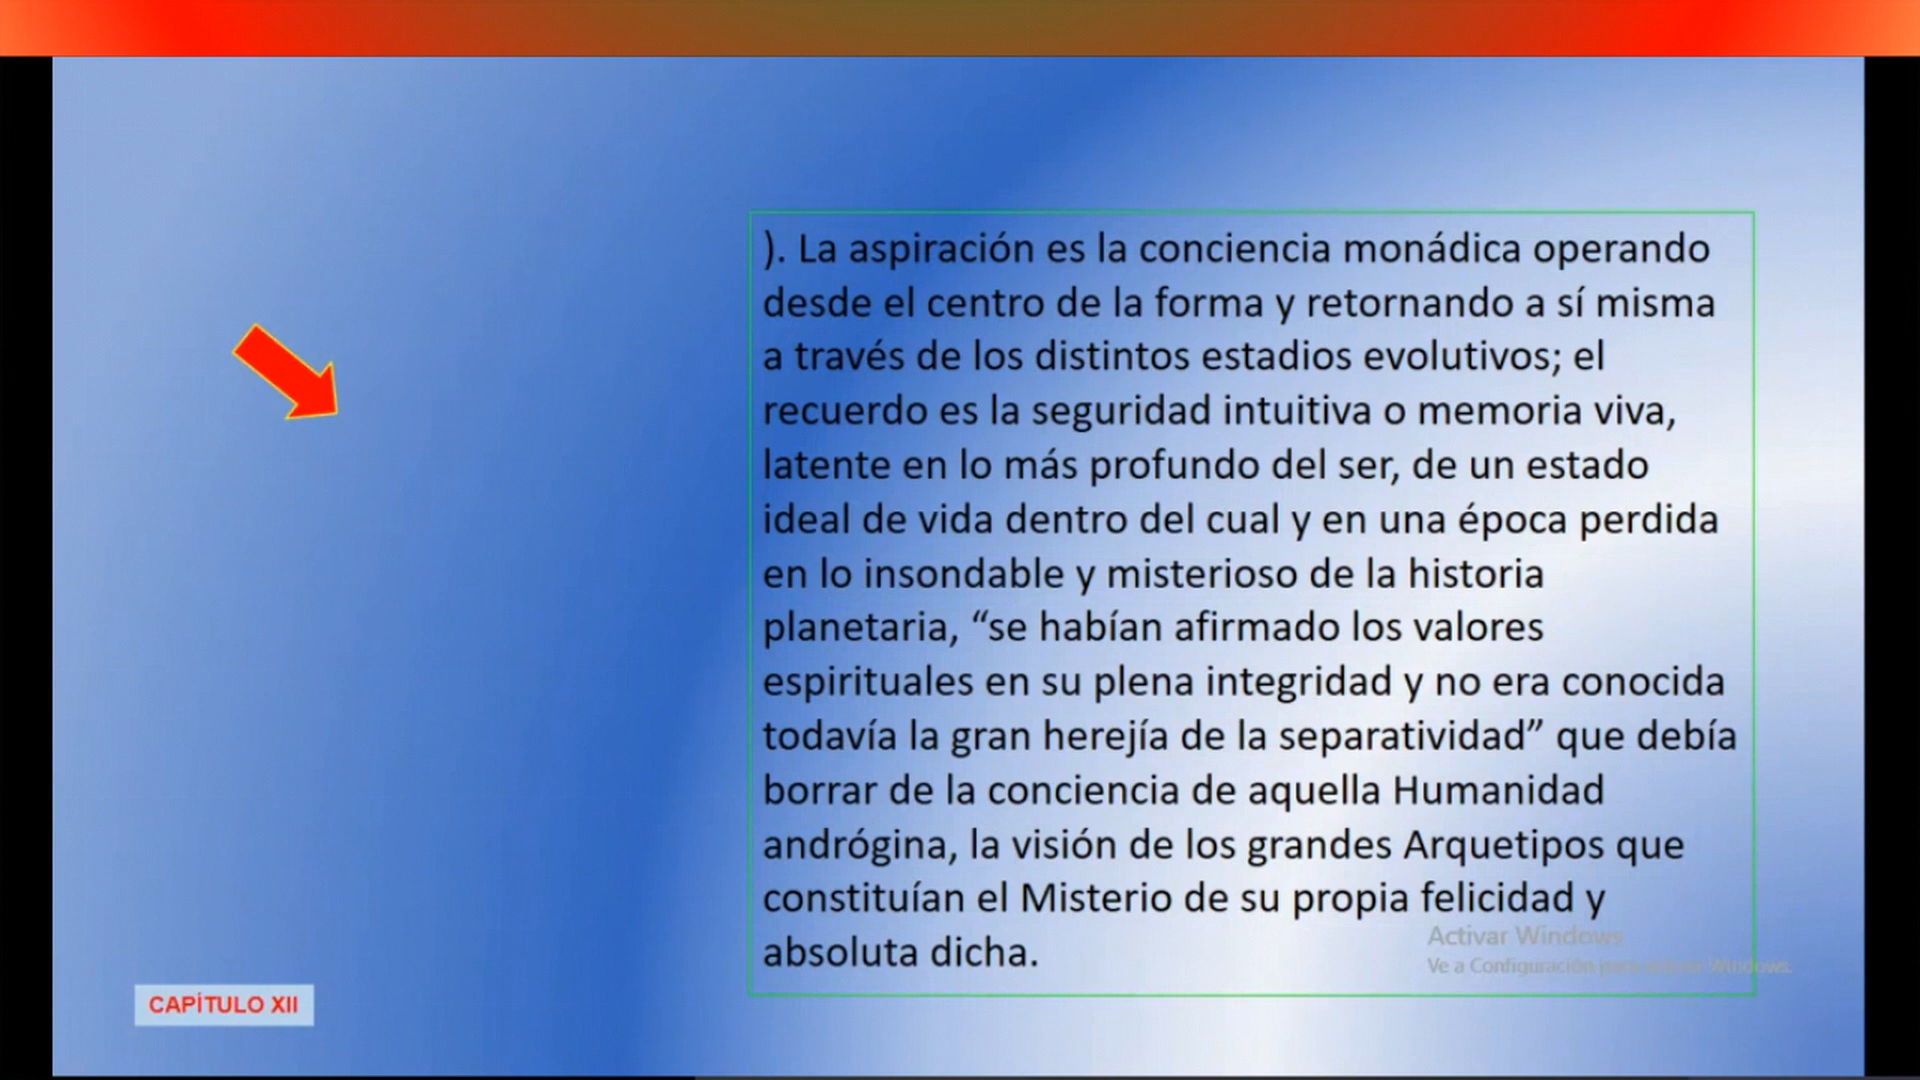 ). La aspiración es la conciencia monádica operando
desde el centro de la forma y retornando a sí misma
a través de los distintos estadios evolutivos; el
recuerdo es la seguridad intuitiva o memoria viva,
latente en lo más profundo del ser, de un estado
ideal de vida dentro del cual y en una época perdida
en lo insondable y misterioso de la historia
planetaria, “se habían afirmado los valores
espirituales en su plena integridad y no era conocida
todavía la gran herejía de la separatividad” que debía
borrar de la conciencia de aquella Humanidad
andrógina, la visión de los grandes Arquetipos que
constituían el Misterio de su propia felicidad y
absoluta dicha.
Activar Windows
Ve a Configuración para activar Windows.
CAPÍTULO XII